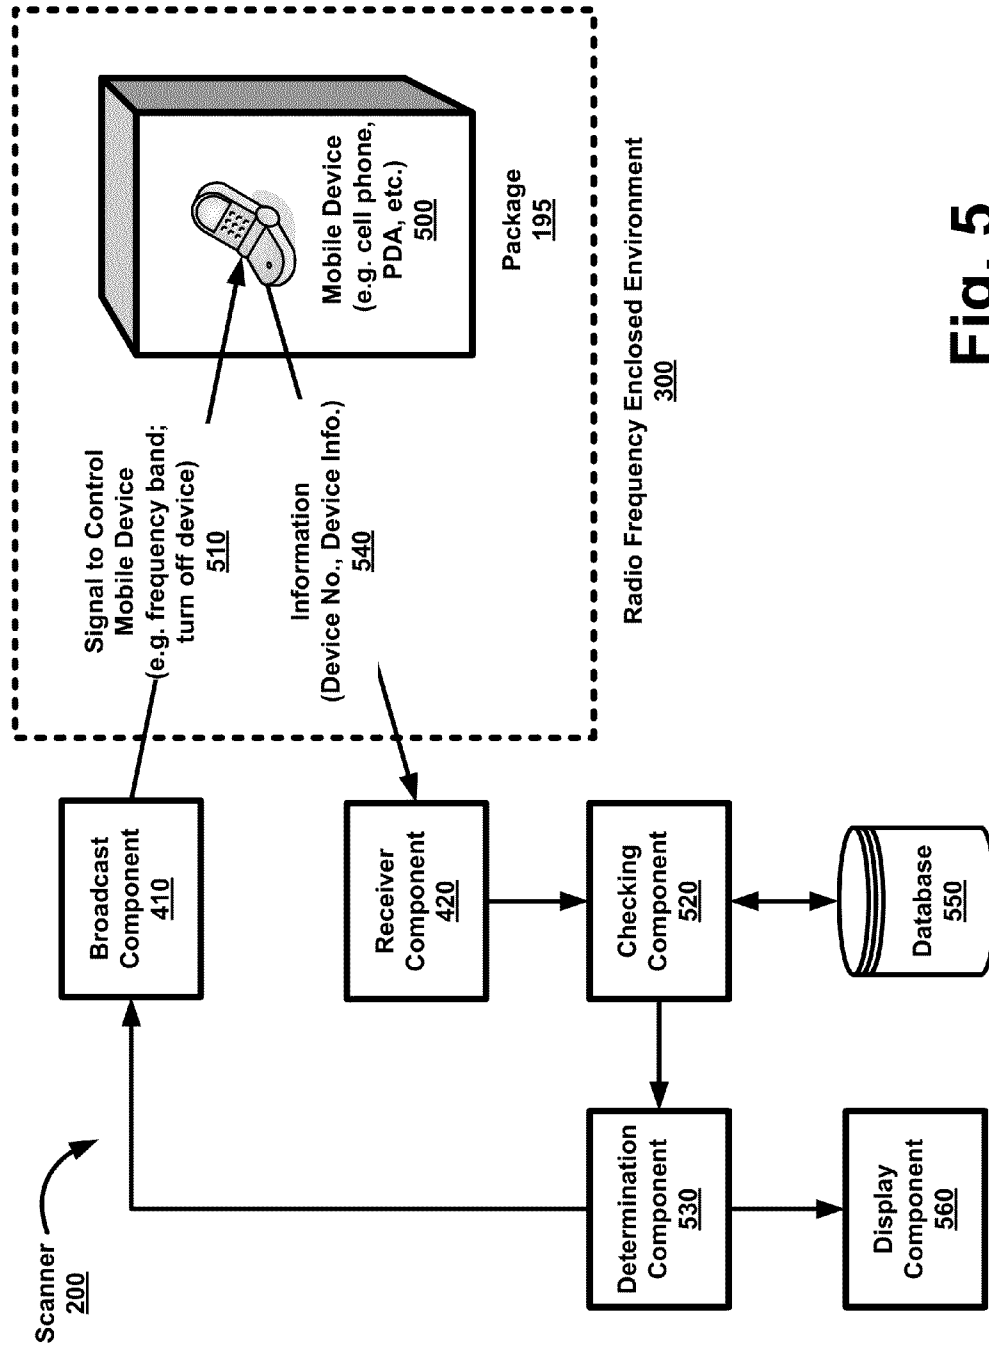 Scanner
200
Broadcast
Component
410
Signal to Control
Mobile Device
(e.g. frequency band;
turn off device)
510
Mobile Device
(e.g. cell phone,
PDA, etc.)
500
Information
(Device No., Device Info.)
540
Package
195
Receiver
Component
420
Radio Frequency Enclosed Environment
300
Determination
Component
530
Checking
Component
520
Display
Component
560
Database
550
Fig. 5